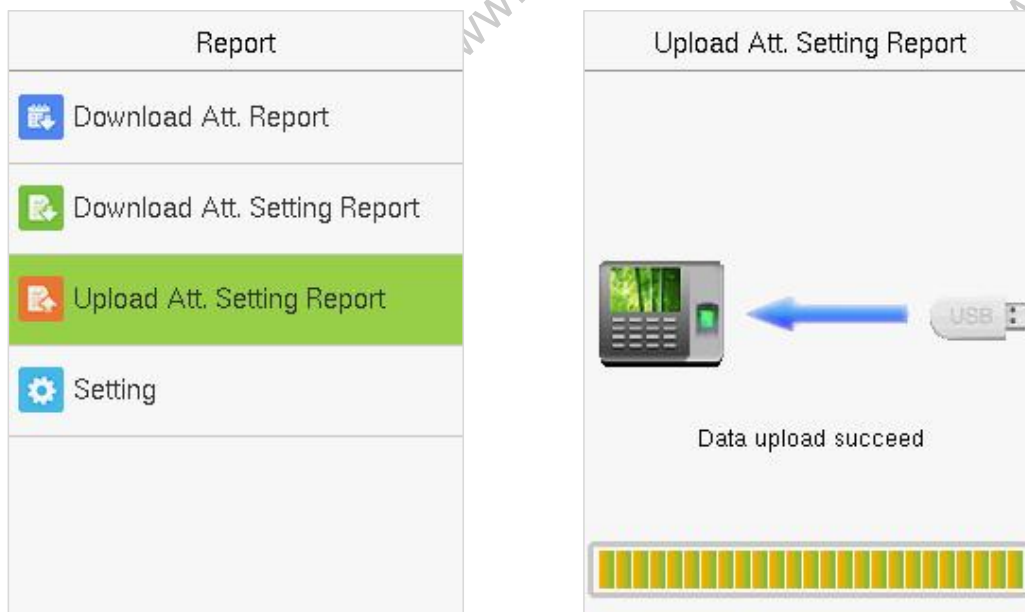 Report
Download Att. Report
Download Att. Setting Report
Upload Att. Setting Report
Setting
Upload Att. Setting Report
USB
Data upload succeed